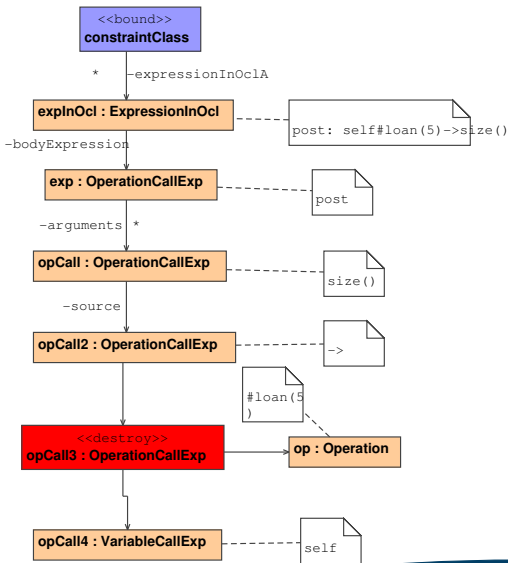 <<bound>>
constraintClass
* -expressionInOclA
expInOcl : ExpressionInOcl
post: self#loan(5)->size()
-bodyExpression
exp : OperationCallExp
post
-arguments *
opCall : OperationCallExp
size()
-source
opCall2 : OperationCallExp
->
#loan(5
)
<<destroy>>
opCall3 : OperationCallExp
op : Operation
opCall4 : VariableCallExp
self